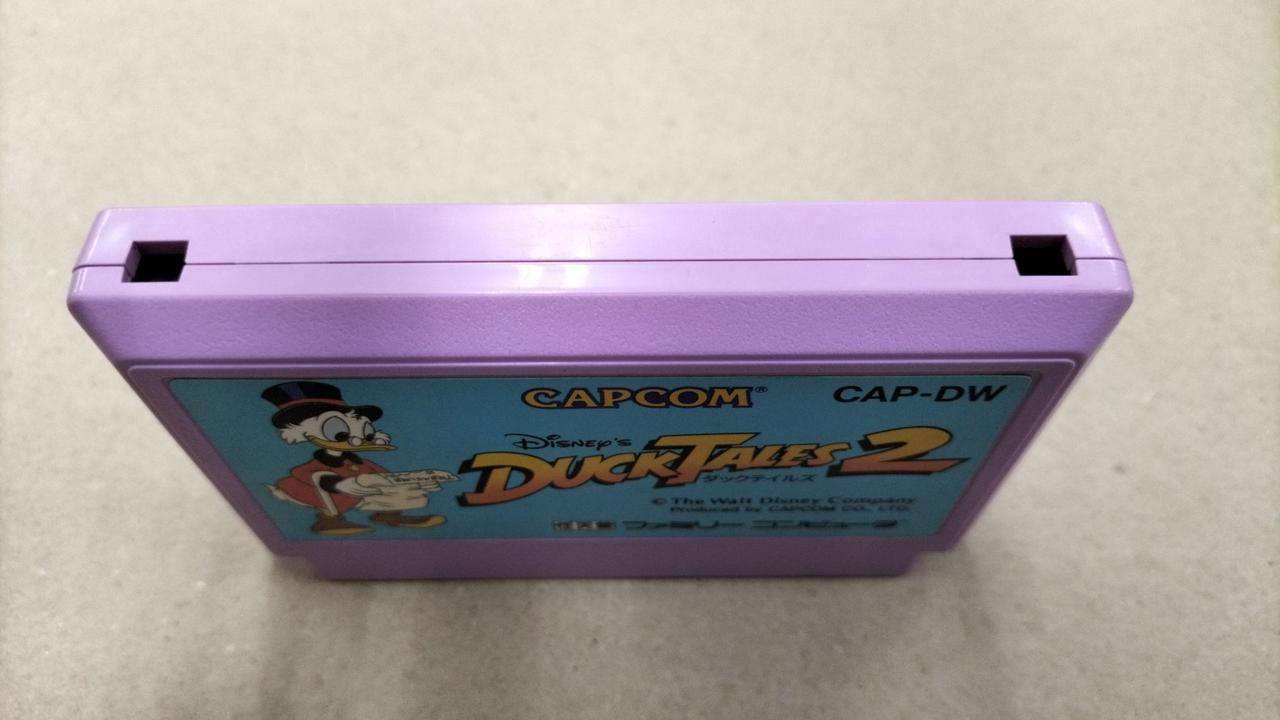 CAPCOM®
CAP-DW
Disney's
DuckTales 2
ダックテイルズ
© The Walt Disney Company
Produced by CAPCOM CO., LTD.
ファミリー コンピュータ